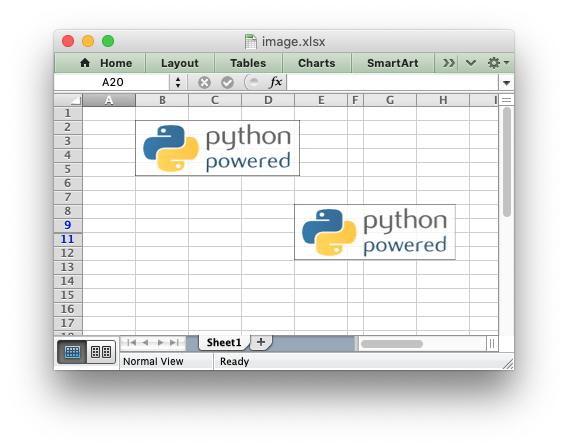 image.xlsx
Home Layout Tables Charts SmartArt
A20 fx
A B C D E F G H I
1
2
3
4
5
6
7
8
9
11
12
13
14
15
16
17
python
powered
python
powered
Sheet1
Normal View Ready